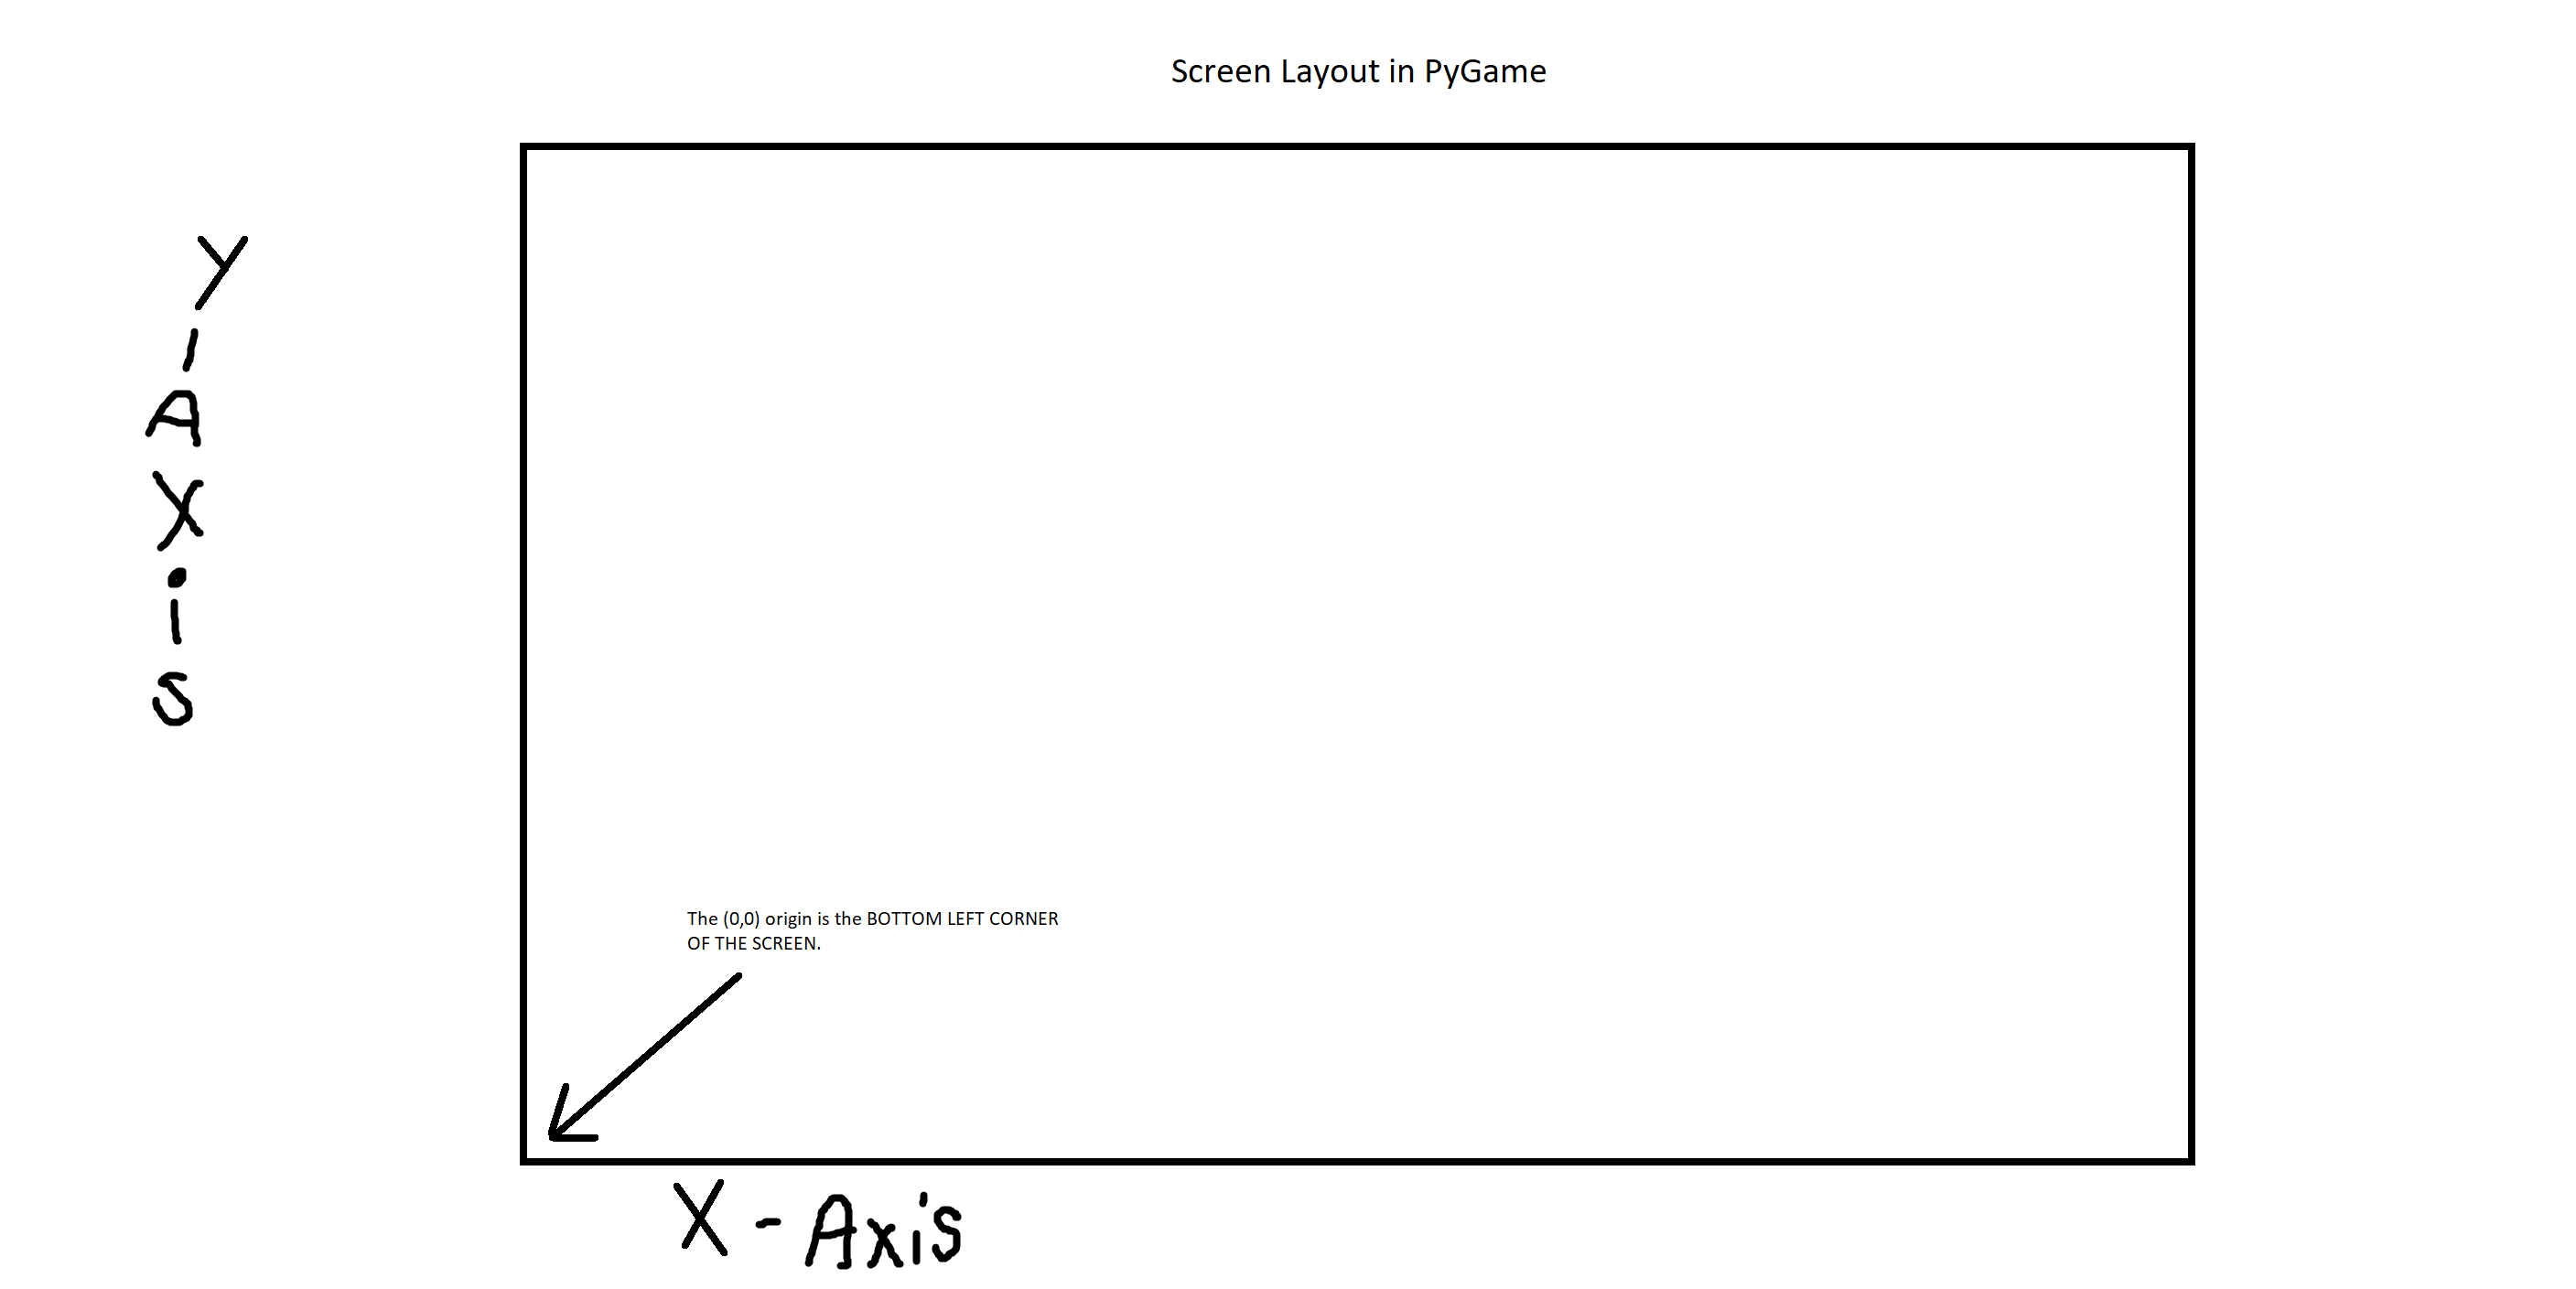 Screen Layout in PyGame
Y-Axis
The (0,0) origin is the BOTTOM LEFT CORNER
OF THE SCREEN.
X-Axis